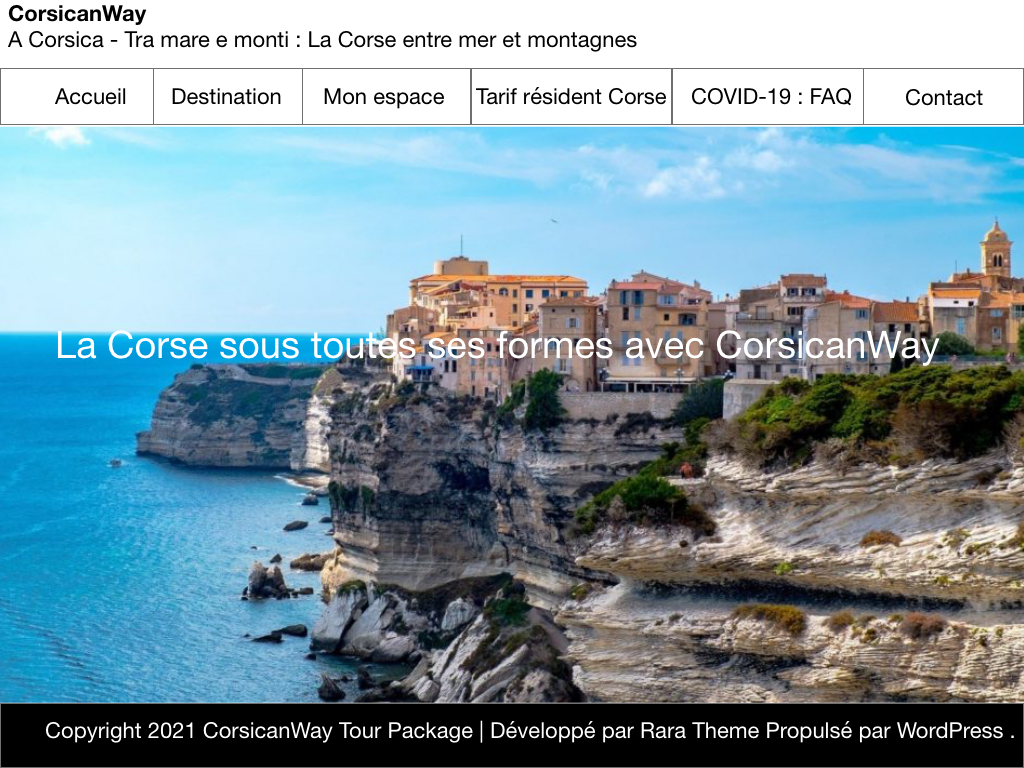 CorsicanWay
A Corsica - Tra mare e monti : La Corse entre mer et montagnes
Accueil Destination Mon espace Tarif résident Corse COVID-19 : FAQ Contact
La Corse sous toutes ses formes avec CorsicanWay
Copyright 2021 CorsicanWay Tour Package | Développé par Rara Theme Propulsé par WordPress .